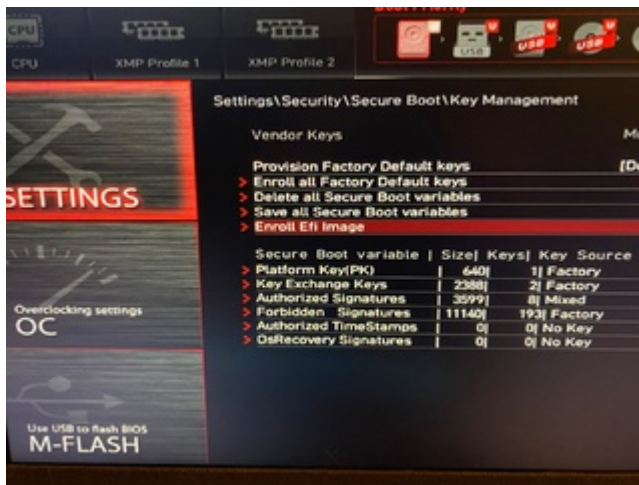 Boot Priority
CPU
CPU
XMP Profile 1
XMP Profile 2
USB
USB
USB
U
U
U
Settings\Security\Secure Boot\Key Management
Vendor Keys
Provision Factory Default keys
> Enroll all Factory Default keys
> Delete all Secure Boot variables
> Save all Secure Boot variables
> Enroll Efi Image
Secure Boot variable | Size| Keys| Key Source
> Platform Key(PK) | 640| 1| Factory
> Key Exchange Keys | 2388| 2| Factory
> Authorized Signatures | 3599| 8| Mixed
> Forbidden Signatures | 11140| 193| Factory
> Authorized TimeStamps | 0| 0| No Key
> OsRecovery Signatures | 0| 0| No Key
SETTINGS
Overclocking settings
OC
Use USB to flash BIOS
M-FLASH